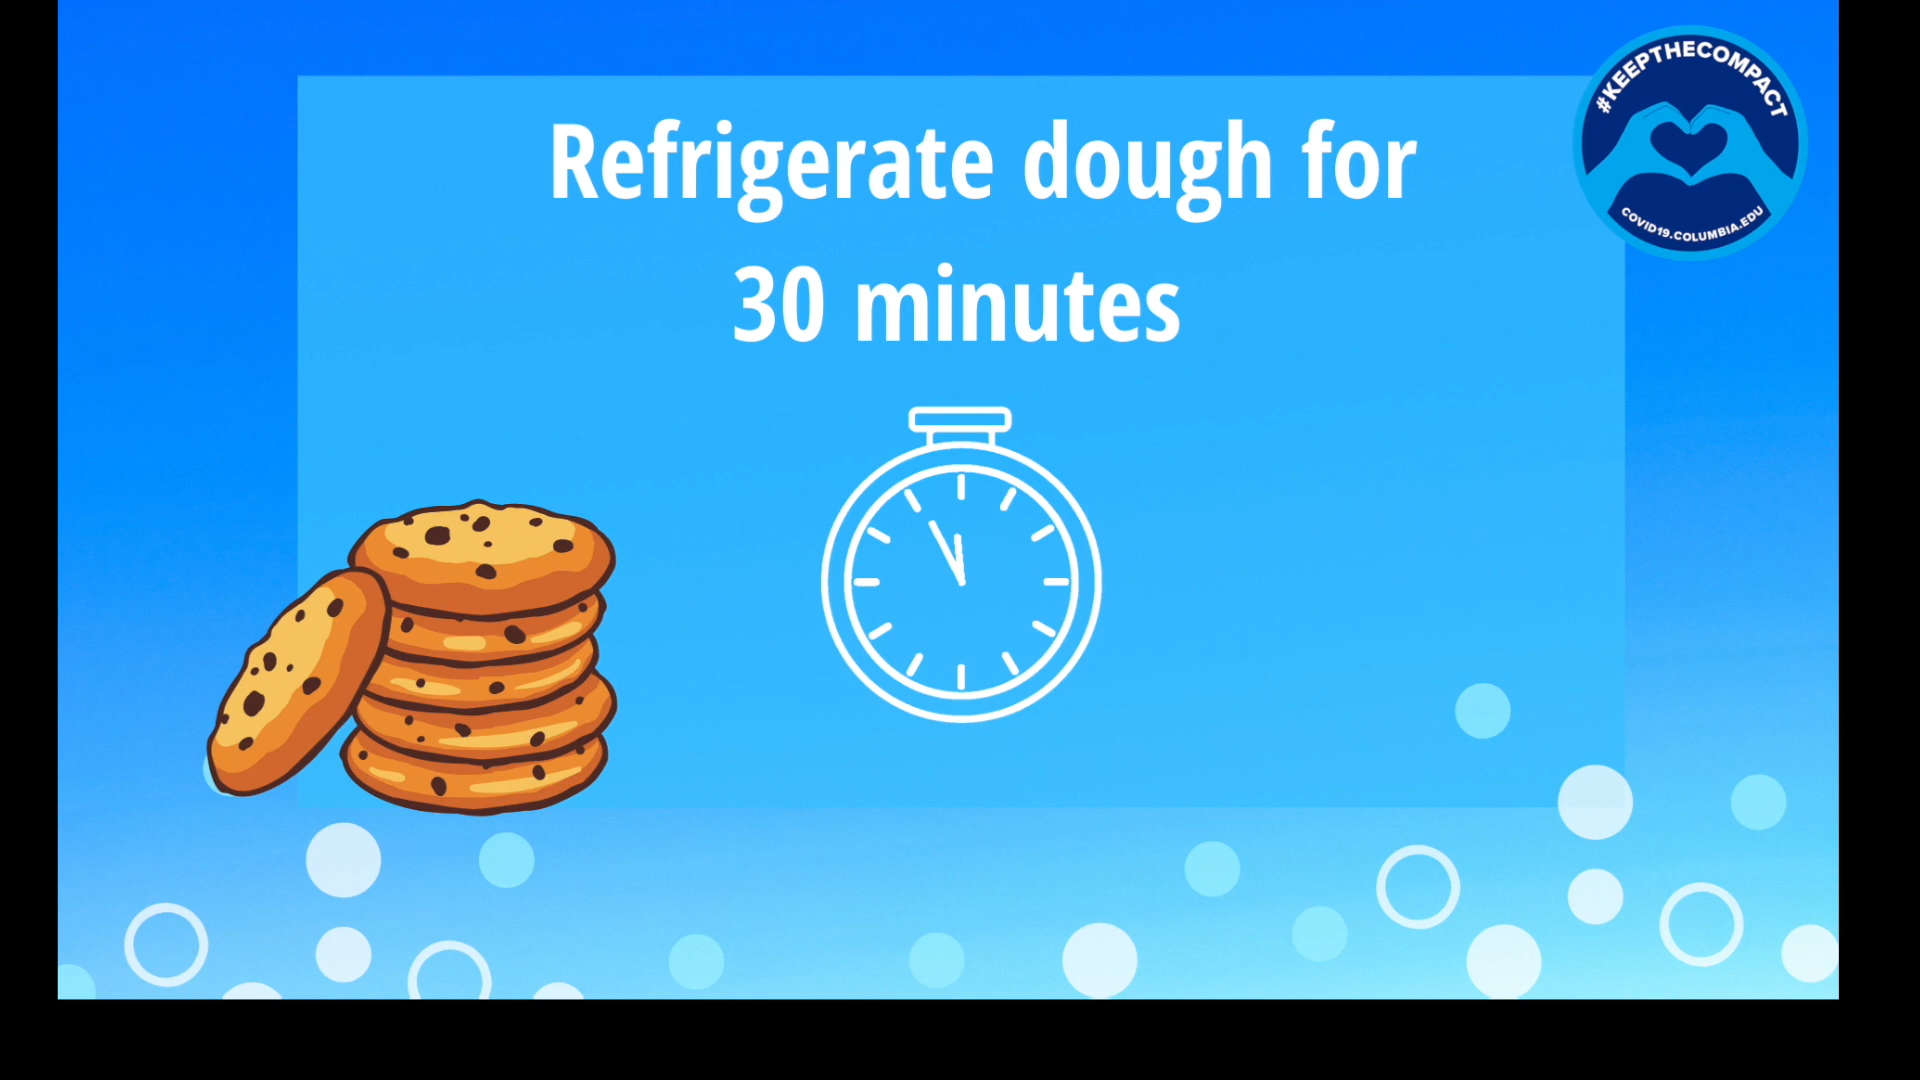 Refrigerate dough for
30 minutes
#KEEPTHECOMPACT
COVID19.COLUMBIA.EDU